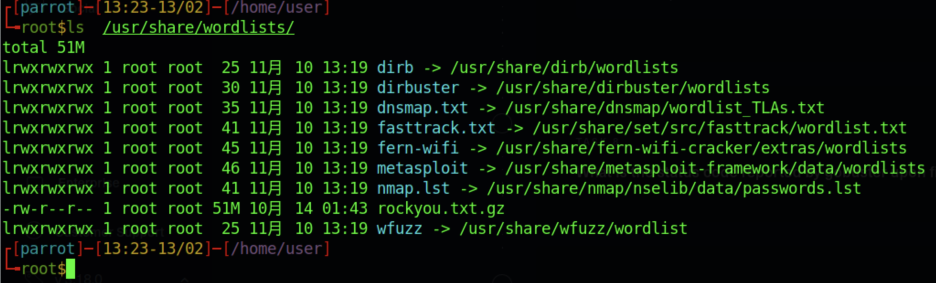 ┌[parrot]─[13:23-13/02]─[/home/user]
└╼root$ls  /usr/share/wordlists/
total 51M
lrwxrwxrwx 1 root root  25 11月 10 13:19 dirb -> /usr/share/dirb/wordlists
lrwxrwxrwx 1 root root  30 11月 10 13:19 dirbuster -> /usr/share/dirbuster/wordlists
lrwxrwxrwx 1 root root  35 11月 10 13:19 dnsmap.txt -> /usr/share/dnsmap/wordlist_TLAs.txt
lrwxrwxrwx 1 root root  41 11月 10 13:19 fasttrack.txt -> /usr/share/set/src/fasttrack/wordlist.txt
lrwxrwxrwx 1 root root  45 11月 10 13:19 fern-wifi -> /usr/share/fern-wifi-cracker/extras/wordlists
lrwxrwxrwx 1 root root  46 11月 10 13:19 metasploit -> /usr/share/metasploit-framework/data/wordlists
lrwxrwxrwx 1 root root  41 11月 10 13:19 nmap.lst -> /usr/share/nmap/nselib/data/passwords.lst
-rw-r--r-- 1 root root 51M 10月 14 01:43 rockyou.txt.gz
lrwxrwxrwx 1 root root  25 11月 10 13:19 wfuzz -> /usr/share/wfuzz/wordlist
┌[parrot]─[13:23-13/02]─[/home/user]
└╼root$